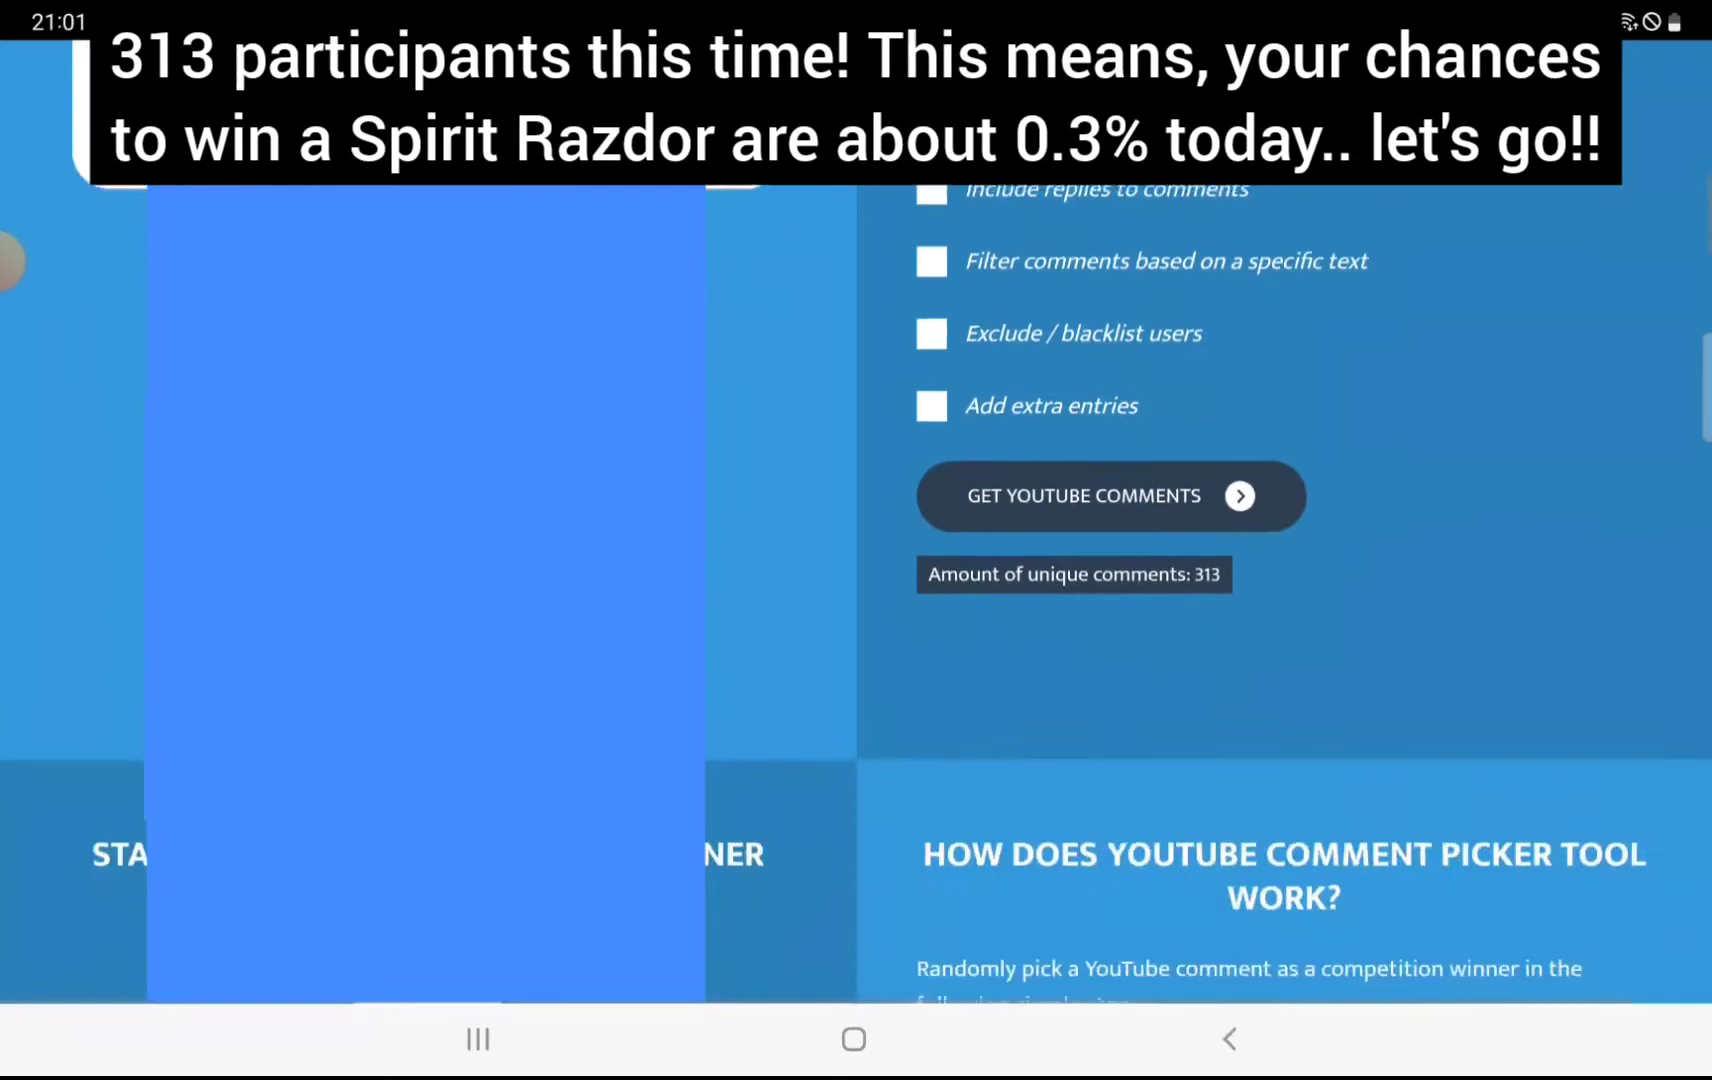 21:01
313 participants this time! This means, your chances
to win a Spirit Razdor are about 0.3% today.. let's go!!
Include replies to comments
Filter comments based on a specific text
Exclude / blacklist users
Add extra entries
GET YOUTUBE COMMENTS
Amount of unique comments: 313
STA
NER
HOW DOES YOUTUBE COMMENT PICKER TOOL
WORK?
Randomly pick a YouTube comment as a competition winner in the